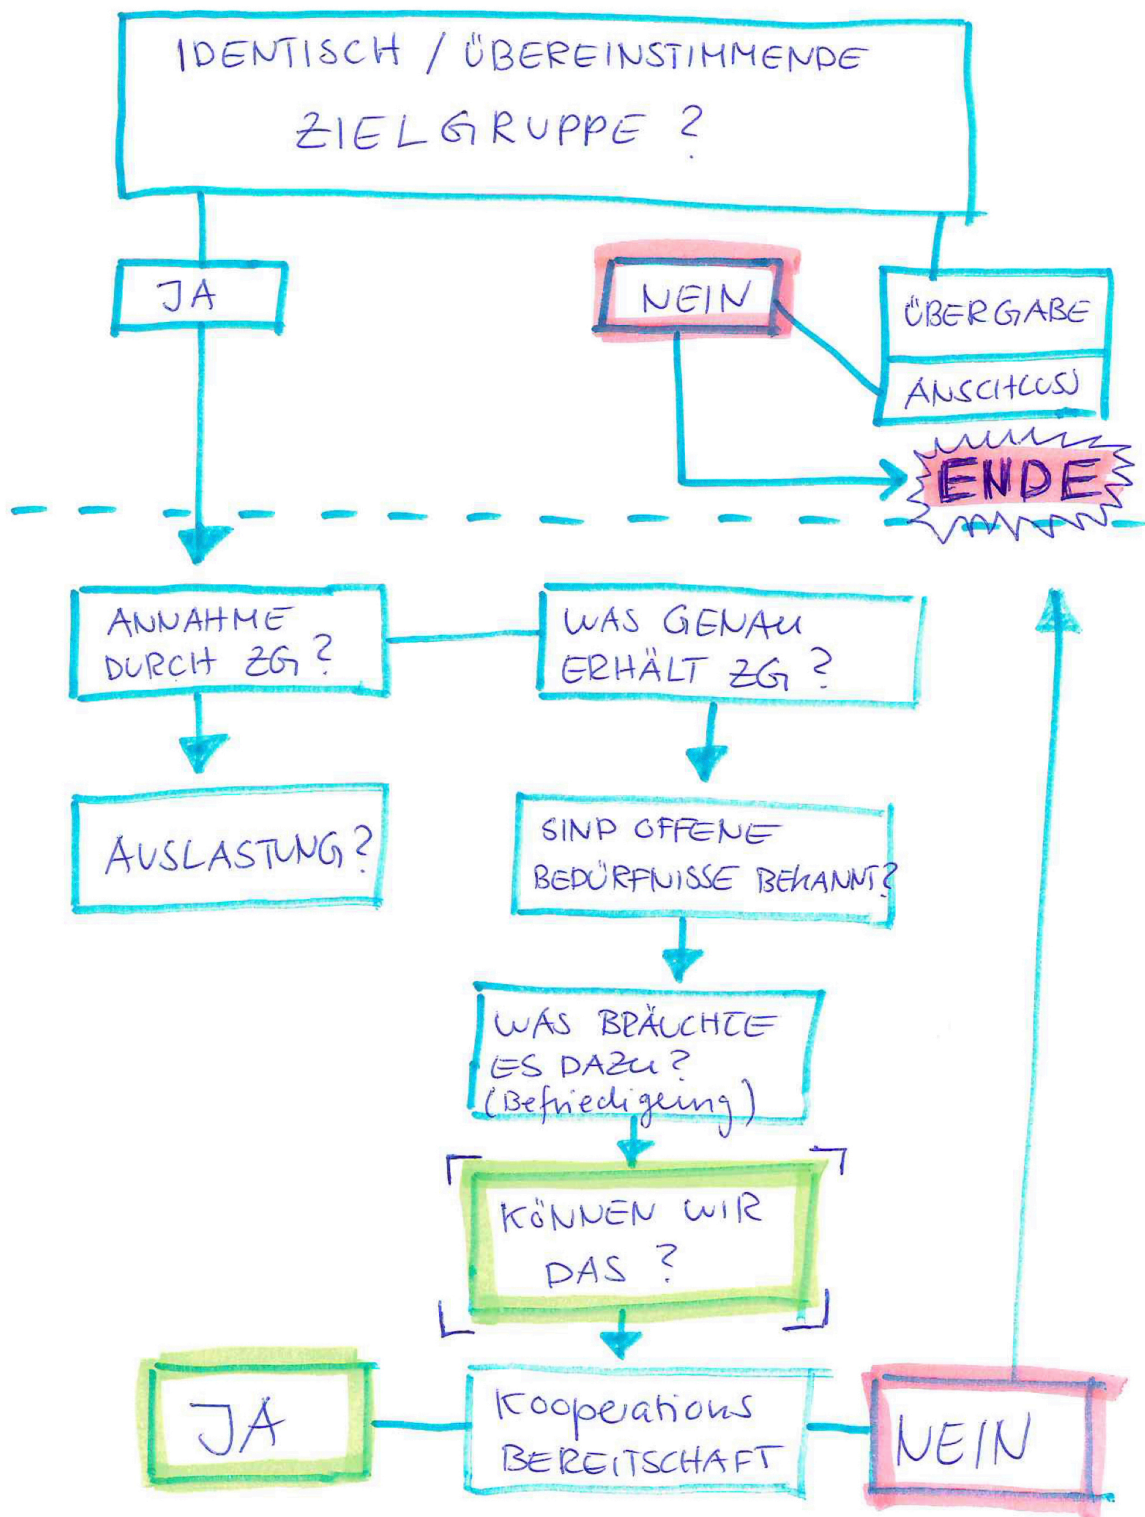 IDENTISCH / ÜBEREINSTIMMENDE
ZIELGRUPPE ?
JA
NEIN
ÜBERGABE
ANSCHLUSS
ENDE
ANNAHME
DURCH ZG ?
WAS GENAU
ERHÄLT ZG ?
AUSLASTUNG ?
SIND OFFENE
BEDÜRFNISSE BEKANNT ?
WAS BRÄUCHTE
ES DAZU ?
(Befriedigung)
KÖNNEN WIR
DAS ?
JA
Kooperations
BEREITSCHAFT
NEIN